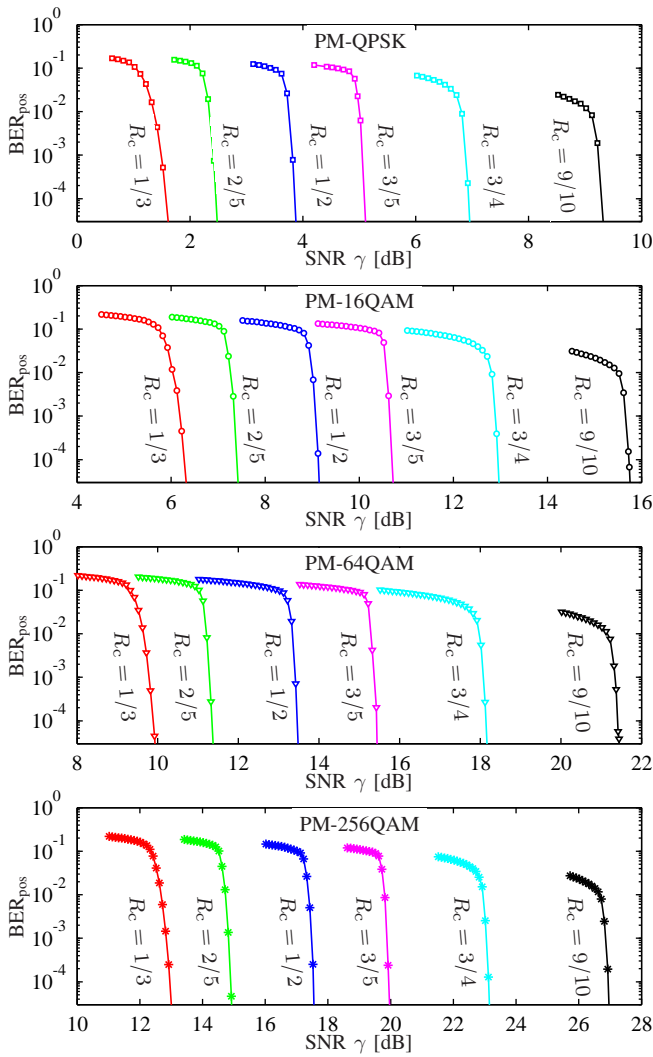 PM-QPSK
10^0
10^-1
10^-2
10^-3
10^-4
BER_pos
R_c = 1/3
R_c = 2/5
R_c = 1/2
R_c = 3/5
R_c = 3/4
R_c = 9/10
0 2 4 6 8 10
SNR γ [dB]
PM-16QAM
10^0
10^-1
10^-2
10^-3
10^-4
BER_pos
R_c = 1/3
R_c = 2/5
R_c = 1/2
R_c = 3/5
R_c = 3/4
R_c = 9/10
4 6 8 10 12 14 16
SNR γ [dB]
PM-64QAM
10^0
10^-1
10^-2
10^-3
10^-4
BER_pos
R_c = 1/3
R_c = 2/5
R_c = 1/2
R_c = 3/5
R_c = 3/4
R_c = 9/10
8 10 12 14 16 18 20 22
SNR γ [dB]
PM-256QAM
10^0
10^-1
10^-2
10^-3
10^-4
BER_pos
R_c = 1/3
R_c = 2/5
R_c = 1/2
R_c = 3/5
R_c = 3/4
R_c = 9/10
10 12 14 16 18 20 22 24 26 28
SNR γ [dB]